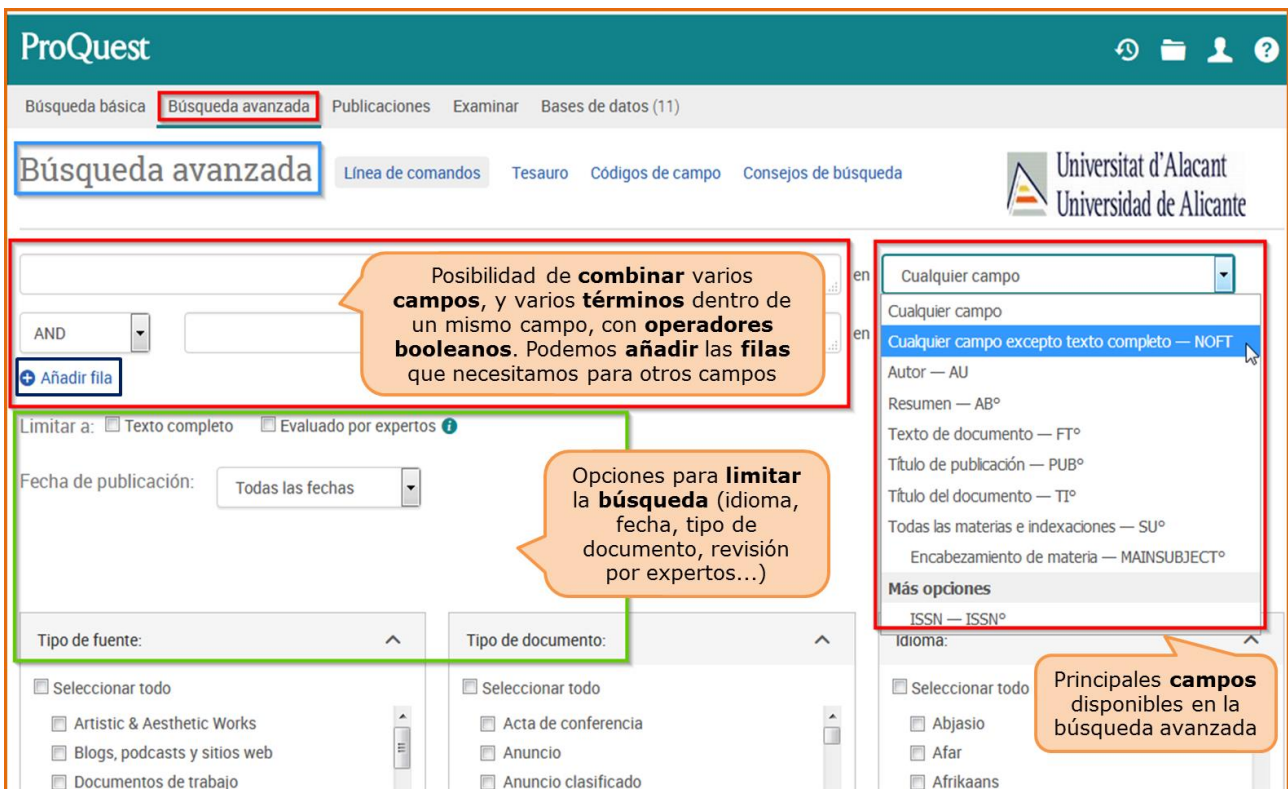 ProQuest
Búsqueda básica Búsqueda avanzada Publicaciones Examinar Bases de datos (11)
Búsqueda avanzada Línea de comandos Tesauro Códigos de campo Consejos de búsqueda
Universitat d'Alacant
Universidad de Alicante
Posibilidad de combinar varios
campos, y varios términos dentro de
un mismo campo, con operadores
booleanos. Podemos añadir las filas
que necesitamos para otros campos
en Cualquier campo
AND
en
Añadir fila
Cualquier campo
Cualquier campo excepto texto completo — NOFT
Autor — AU
Resumen — ABº
Texto de documento — FTº
Título de publicación — PUBº
Título del documento — TIº
Todas las materias e indexaciones — SUº
Encabezamiento de materia — MAINSUBJECTº
Más opciones
ISSN — ISSNº
Limitar a: Texto completo Evaluado por expertos
Fecha de publicación: Todas las fechas
Opciones para limitar
la búsqueda (idioma,
fecha, tipo de
documento, revisión
por expertos...)
Tipo de fuente:
Seleccionar todo
Artistic & Aesthetic Works
Blogs, podcasts y sitios web
Documentos de trabajo
Tipo de documento:
Seleccionar todo
Acta de conferencia
Anuncio
Anuncio clasificado
Idioma:
Seleccionar todo
Abjasio
Afar
Afrikaans
Principales campos
disponibles en la
búsqueda avanzada